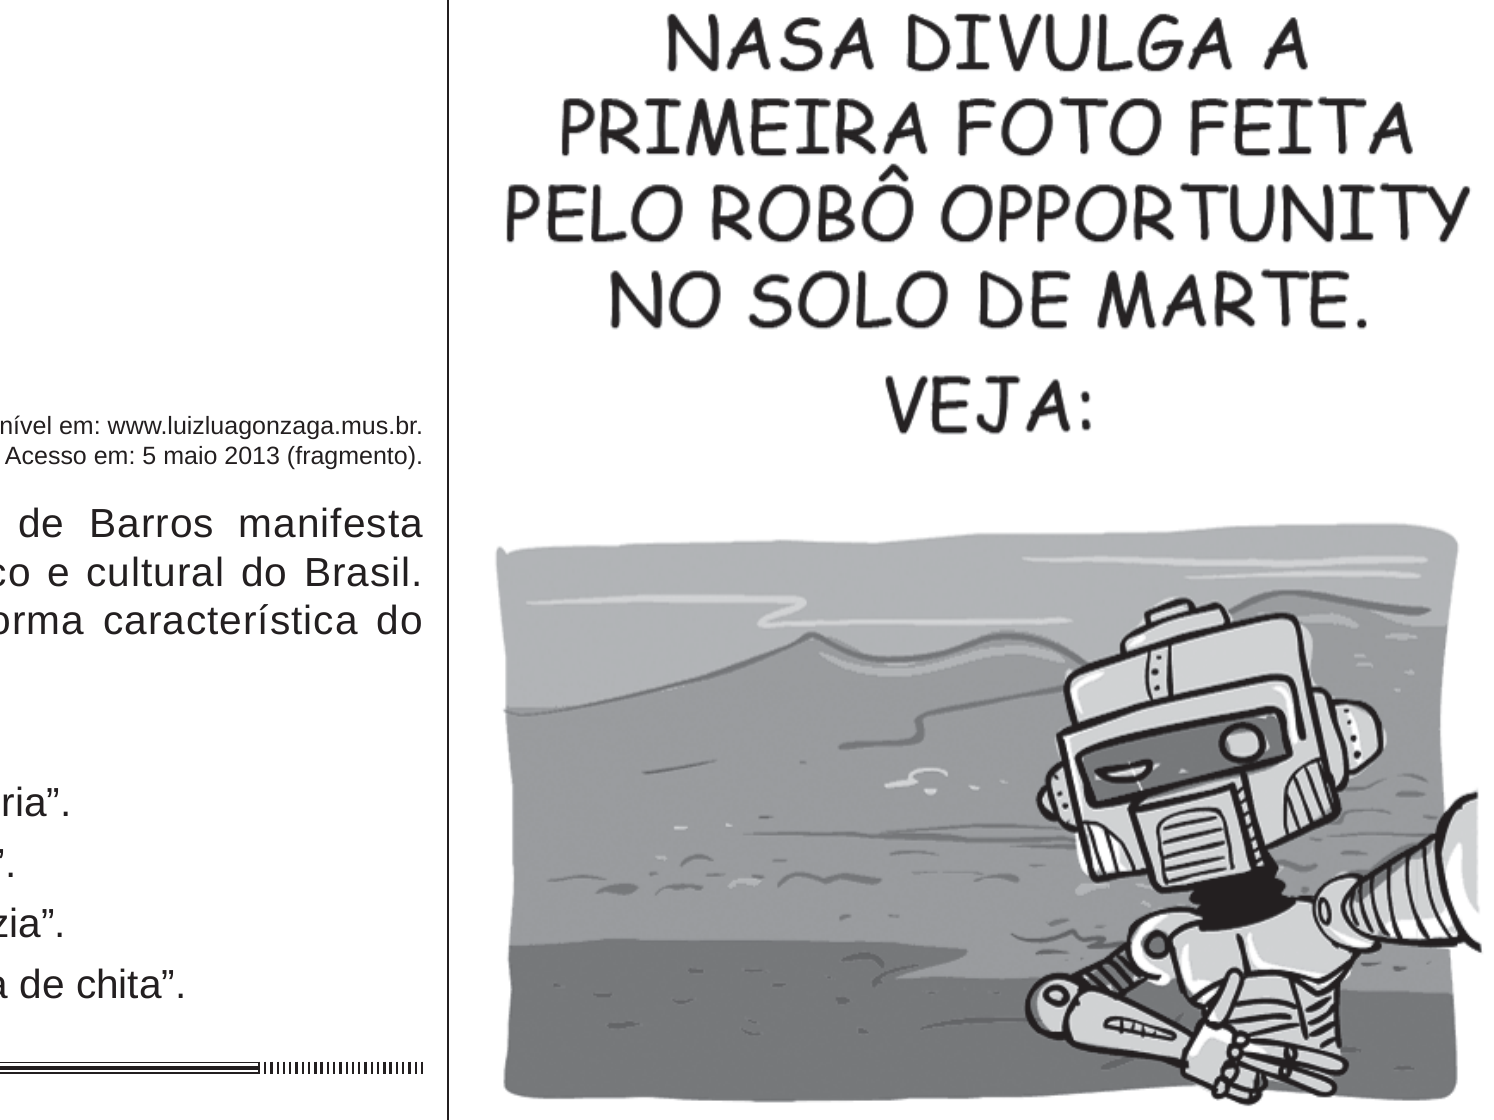 nível em: www.luizluagonzaga.mus.br.
Acesso em: 5 maio 2013 (fragmento).
de Barros manifesta
co e cultural do Brasil.
orma característica do
ria”.
”.
zia”.
a de chita”.
NASA DIVULGA A
PRIMEIRA FOTO FEITA
PELO ROBÔ OPPORTUNITY
NO SOLO DE MARTE.
VEJA: